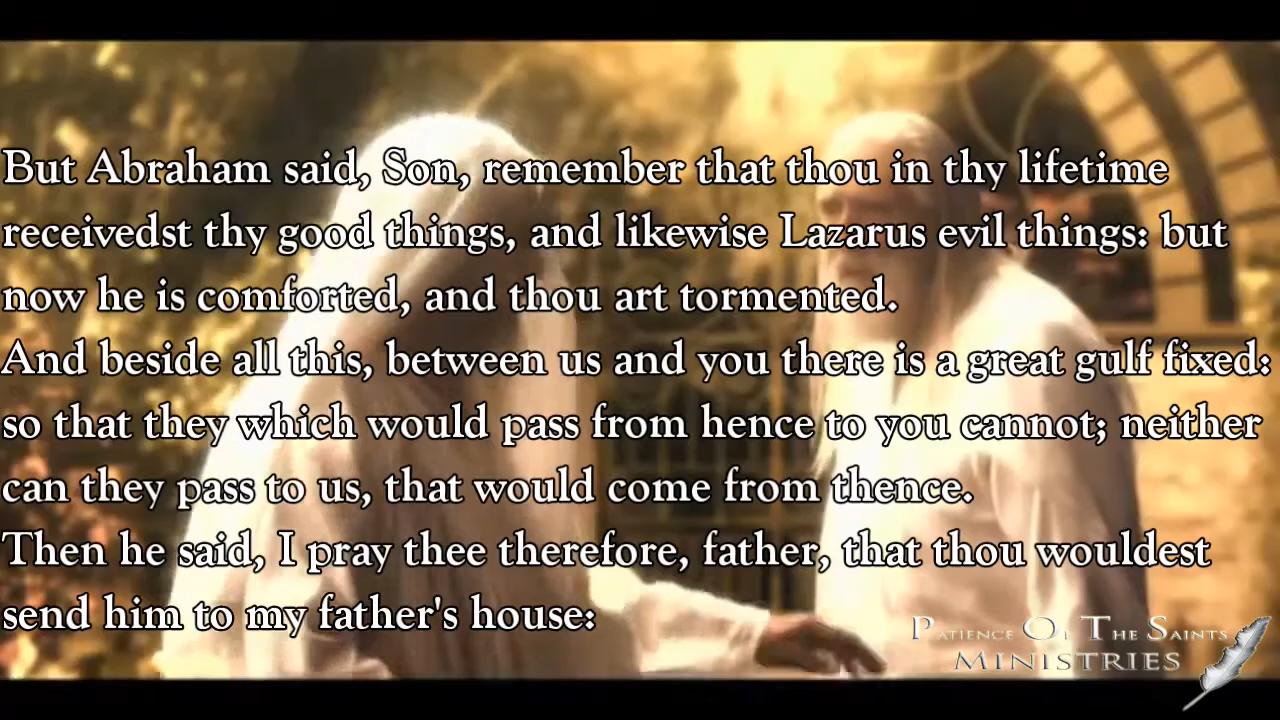 But Abraham said, Son, remember that thou in thy lifetime
receivedst thy good things, and likewise Lazarus evil things: but
now he is comforted, and thou art tormented.
And beside all this, between us and you there is a great gulf fixed:
so that they which would pass from hence to you cannot; neither
can they pass to us, that would come from thence.
Then he said, I pray thee therefore, father, that thou wouldest
send him to my father's house:
Patience Of The Saints
Ministries